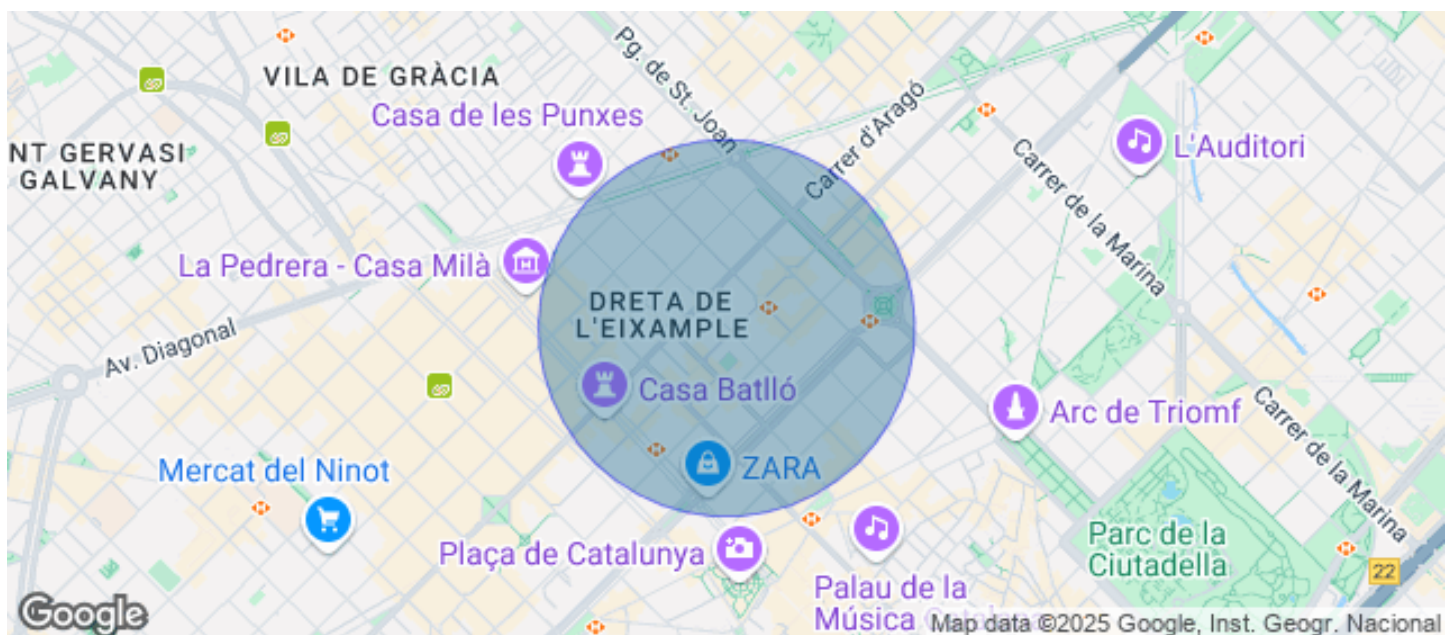 VILA DE GRÀCIA
Pg. de St. Joan
Casa de les Punxes
Carrer d'Aragó
NT GERVASI
GALVANY
L'Auditori
Carrer de la Marina
La Pedrera - Casa Milà
DRETA DE
L'EIXAMPLE
Av. Diagonal
Casa Batlló
Arc de Triomf
Carrer de la Marina
Mercat del Ninot
ZARA
Plaça de Catalunya
Parc de la
Ciutadella
22
Palau de la
Música
Google
Map data ©2025 Google, Inst. Geogr. Nacional